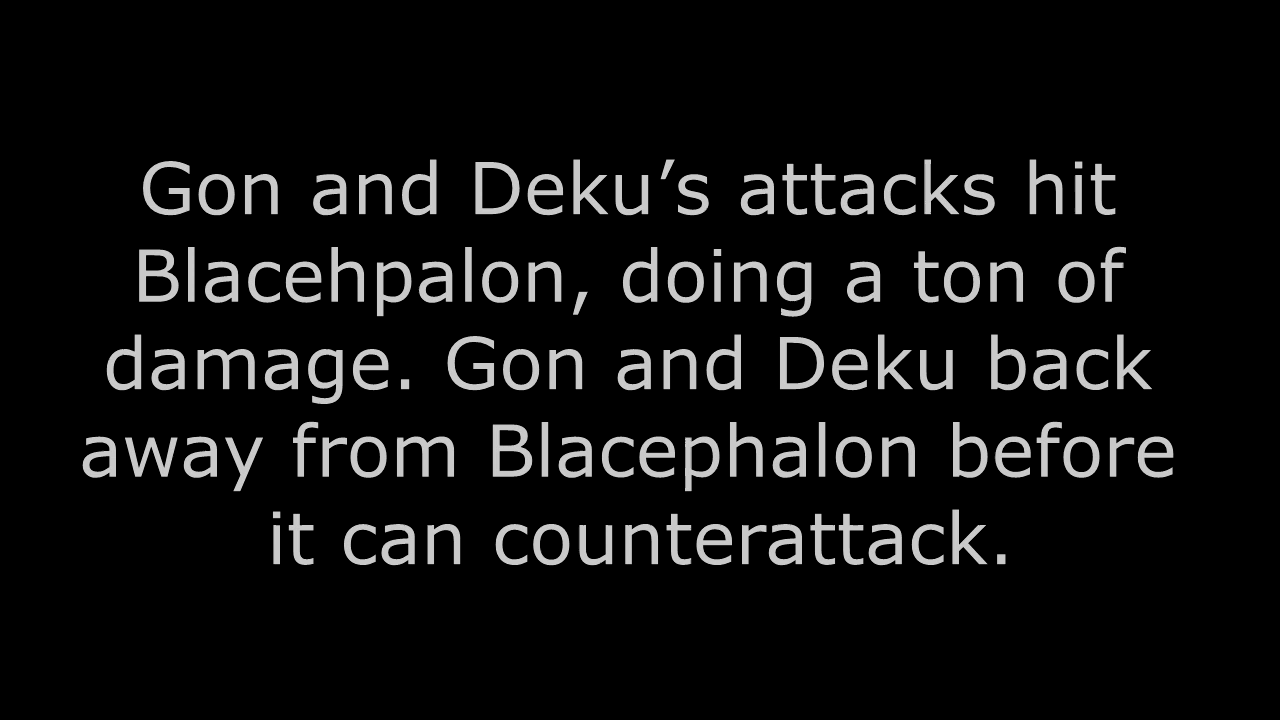 Gon and Deku’s attacks hit
Blacehpalon, doing a ton of
damage. Gon and Deku back
away from Blacephalon before
it can counterattack.